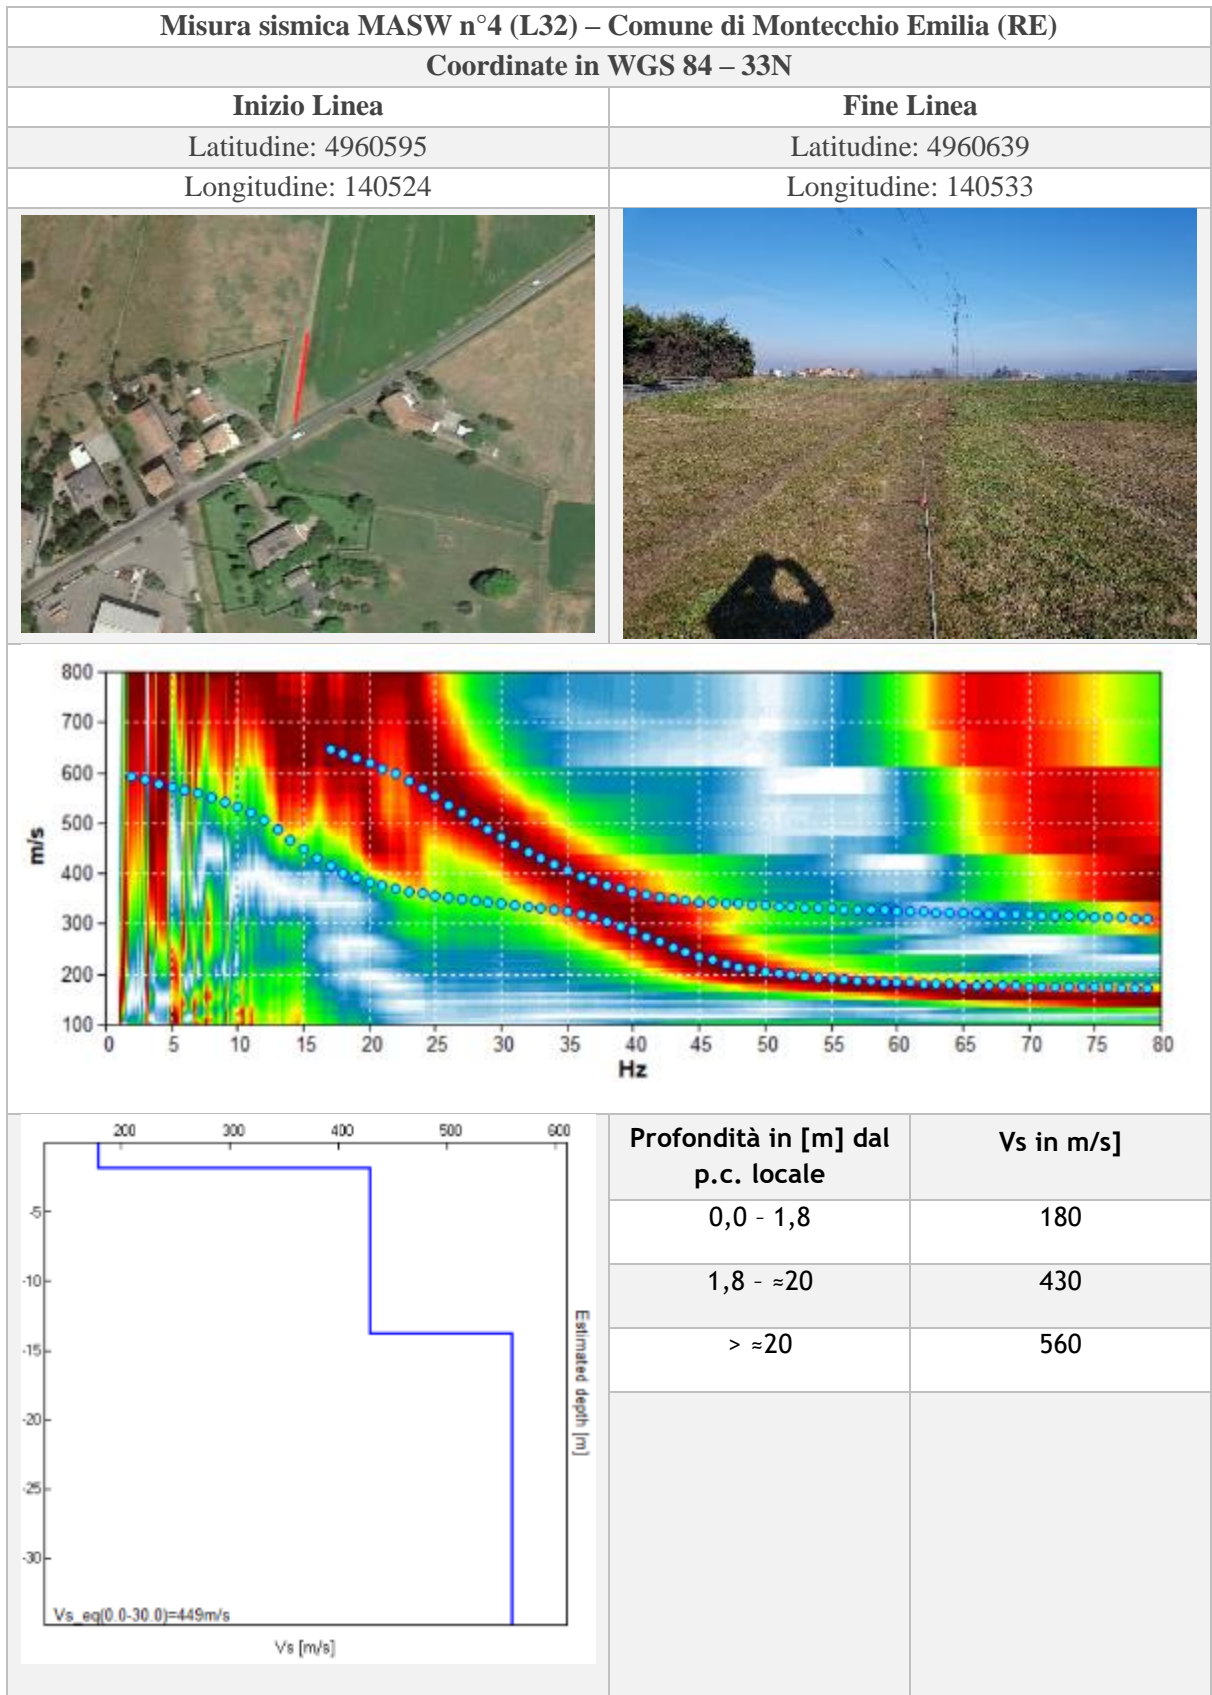 Misura sismica MASW n°4 (L32) – Comune di Montecchio Emilia (RE)
Coordinate in WGS 84 – 33N
Inizio Linea
Fine Linea
Latitudine: 4960595
Latitudine: 4960639
Longitudine: 140524
Longitudine: 140533
800
700
600
500
400
300
200
100
m/s
0 5 10 15 20 25 30 35 40 45 50 55 60 65 70 75 80
Hz
200 300 400 500 600
-5
-10
-15
-20
-25
-30
Estimated depth [m]
Vs_eq(0.0-30.0)=449m/s
Vs [m/s]
Profondità in [m] dal
p.c. locale
Vs in m/s]
0,0 – 1,8
180
1,8 – ≈20
430
> ≈20
560